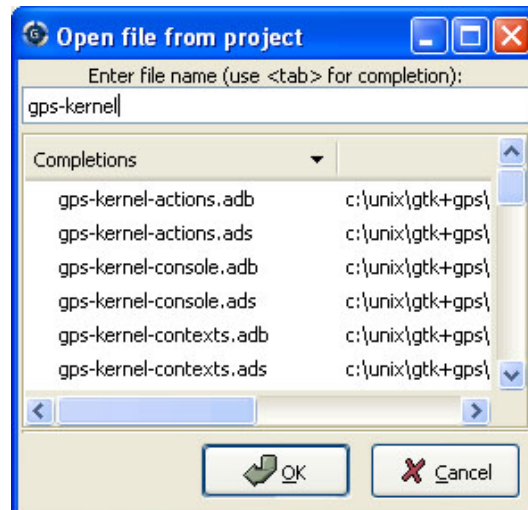 Open file from project
Enter file name (use <tab> for completion):
gps-kernel
Completions
gps-kernel-actions.adb c:\unix\gtk+gps\
gps-kernel-actions.ads c:\unix\gtk+gps\
gps-kernel-console.adb c:\unix\gtk+gps\
gps-kernel-console.ads c:\unix\gtk+gps\
gps-kernel-contexts.adb c:\unix\gtk+gps\
gps-kernel-contexts.ads c:\unix\gtk+gps\
OK Cancel